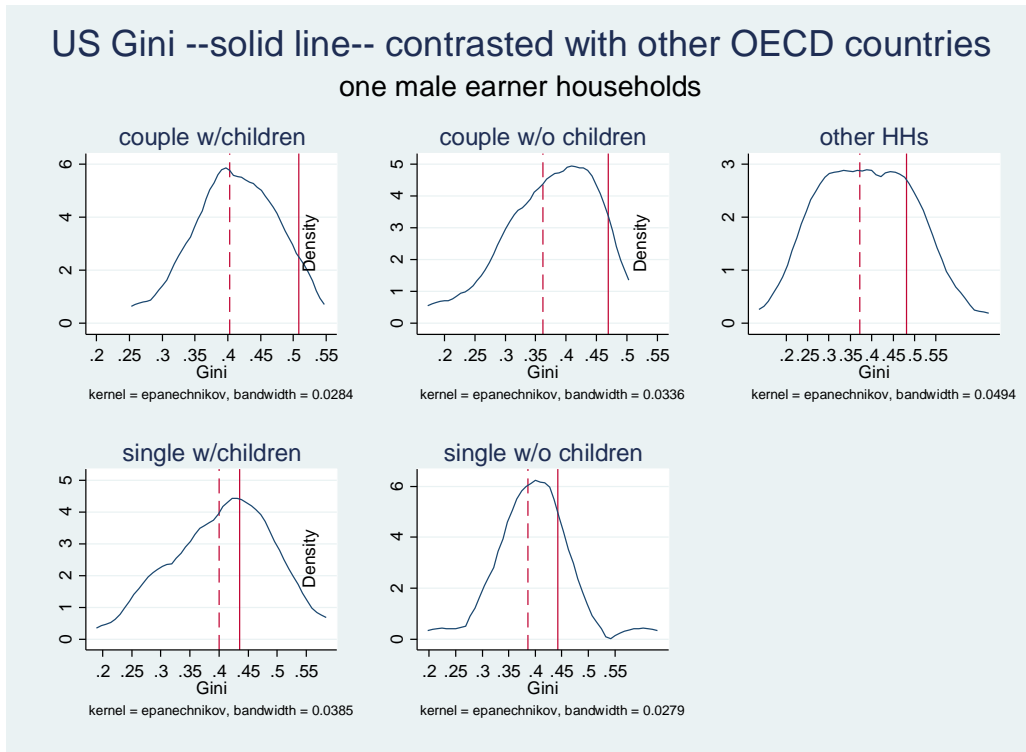 US Gini --solid line-- contrasted with other OECD countries
one male earner households
couple w/children
6
4
2
0
.2 .25 .3 .35 .4 .45 .5 .55
Gini
kernel = epanechnikov, bandwidth = 0.0284
Density
couple w/o children
5
4
3
2
1
0
.2 .25 .3 .35 .4 .45 .5 .55
Gini
kernel = epanechnikov, bandwidth = 0.0336
Density
other HHs
3
2
1
0
.2 .25 .3 .35 .4 .45 .5 .55
Gini
kernel = epanechnikov, bandwidth = 0.0494
single w/children
5
4
3
2
1
0
.2 .25 .3 .35 .4 .45 .5 .55
Gini
kernel = epanechnikov, bandwidth = 0.0385
Density
single w/o children
6
4
2
0
.2 .25 .3 .35 .4 .45 .5 .55
Gini
kernel = epanechnikov, bandwidth = 0.0279